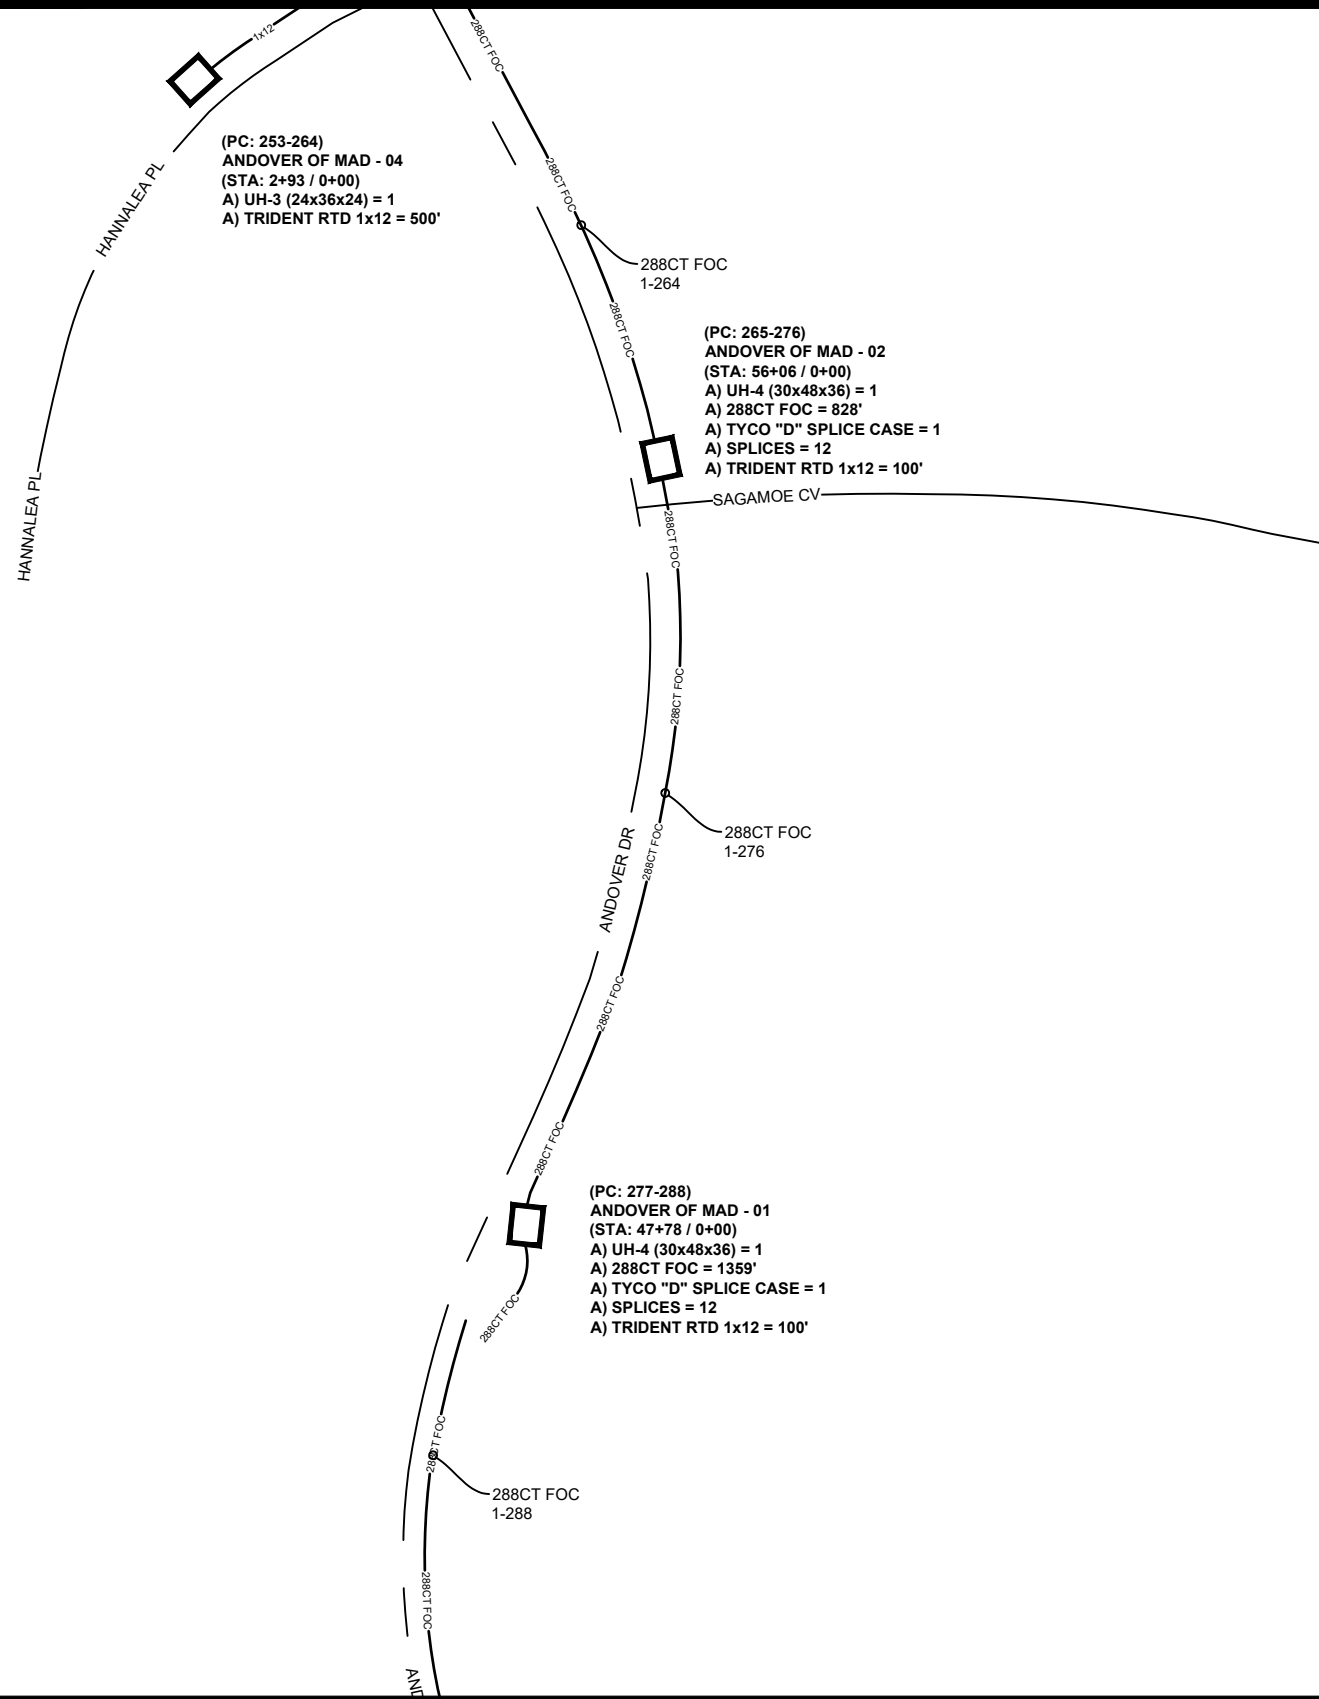 1x12
288CT FOC
HANNALEA PL
(PC: 253-264)
ANDOVER OF MAD - 04
(STA: 2+93 / 0+00)
A) UH-3 (24x36x24) = 1
A) TRIDENT RTD 1x12 = 500'
288CT FOC
288CT FOC
1-264
288CT FOC
(PC: 265-276)
ANDOVER OF MAD - 02
(STA: 56+06 / 0+00)
A) UH-4 (30x48x36) = 1
A) 288CT FOC = 828'
A) TYCO "D" SPLICE CASE = 1
A) SPLICES = 12
A) TRIDENT RTD 1x12 = 100'
HANNALEA PL
SAGAMOE CV
288CT FOC
288CT FOC
288CT FOC
1-276
288CT FOC
ANDOVER DR
288CT FOC
288CT FOC
(PC: 277-288)
ANDOVER OF MAD - 01
(STA: 47+78 / 0+00)
A) UH-4 (30x48x36) = 1
A) 288CT FOC = 1359'
A) TYCO "D" SPLICE CASE = 1
A) SPLICES = 12
A) TRIDENT RTD 1x12 = 100'
288CT FOC
288CT FOC
288CT FOC
1-288
288CT FOC